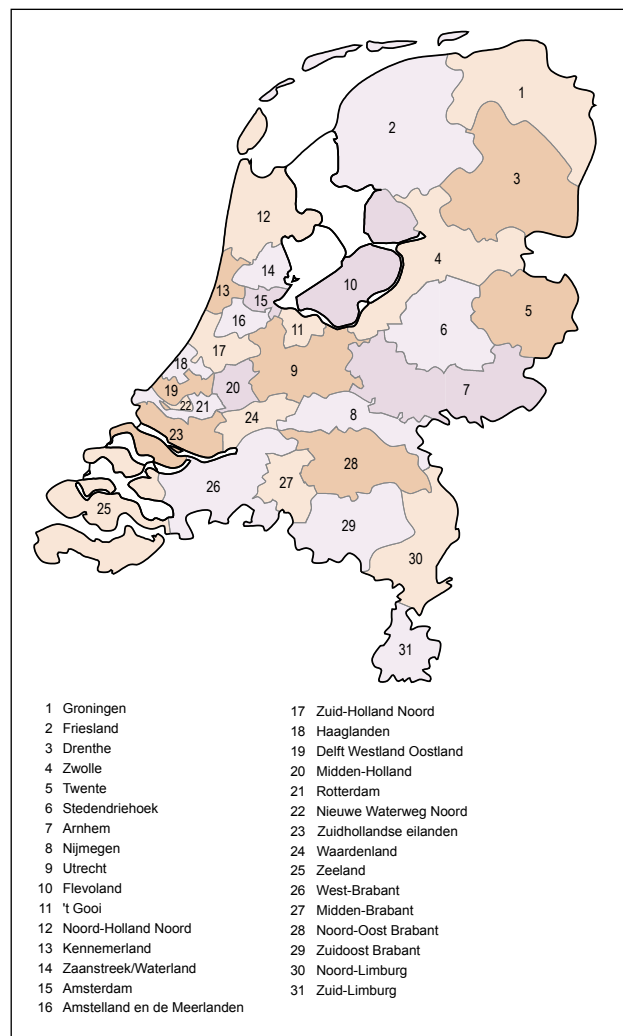 1
2
3
12
4
14
10
13
15
5
16
6
11
17
18
9
19
20
7
22
21
24
8
23
28
26
27
25
29
30
31
1 Groningen
2 Friesland
3 Drenthe
4 Zwolle
5 Twente
6 Stedendriehoek
7 Arnhem
8 Nijmegen
9 Utrecht
10 Flevoland
11 't Gooi
12 Noord-Holland Noord
13 Kennemerland
14 Zaanstreek/Waterland
15 Amsterdam
16 Amstelland en de Meerlanden
17 Zuid-Holland Noord
18 Haaglanden
19 Delft Westland Oostland
20 Midden-Holland
21 Rotterdam
22 Nieuwe Waterweg Noord
23 Zuidhollandse eilanden
24 Waardenland
25 Zeeland
26 West-Brabant
27 Midden-Brabant
28 Noord-Oost Brabant
29 Zuidoost Brabant
30 Noord-Limburg
31 Zuid-Limburg